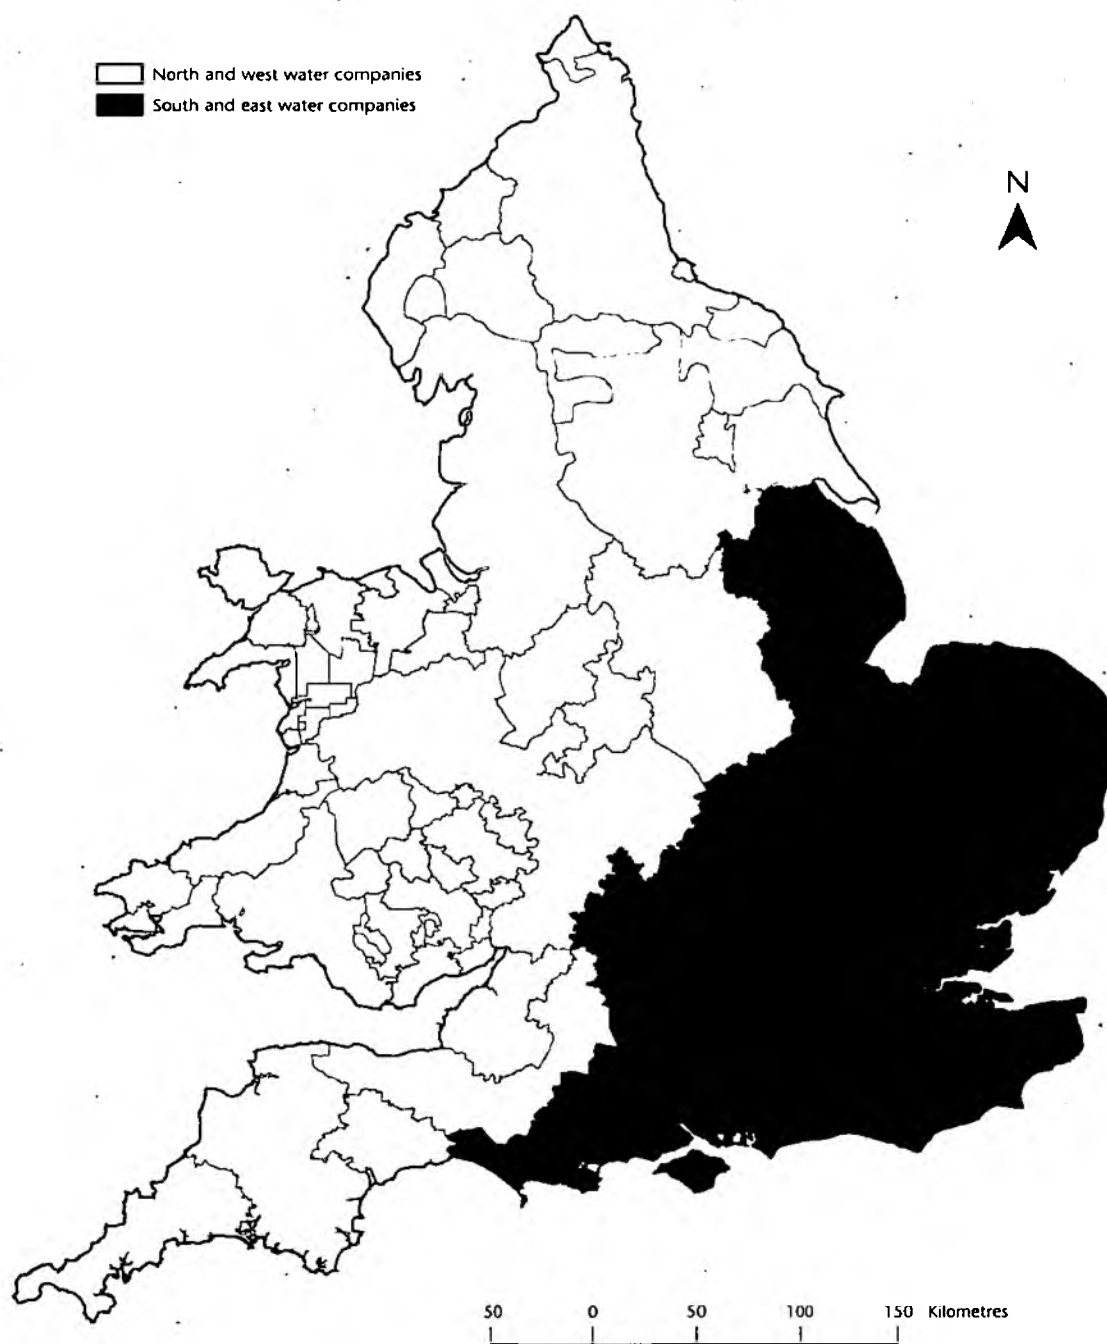 North and west water companies
South and east water companies
N
50 0 50 100 150 Kilometres